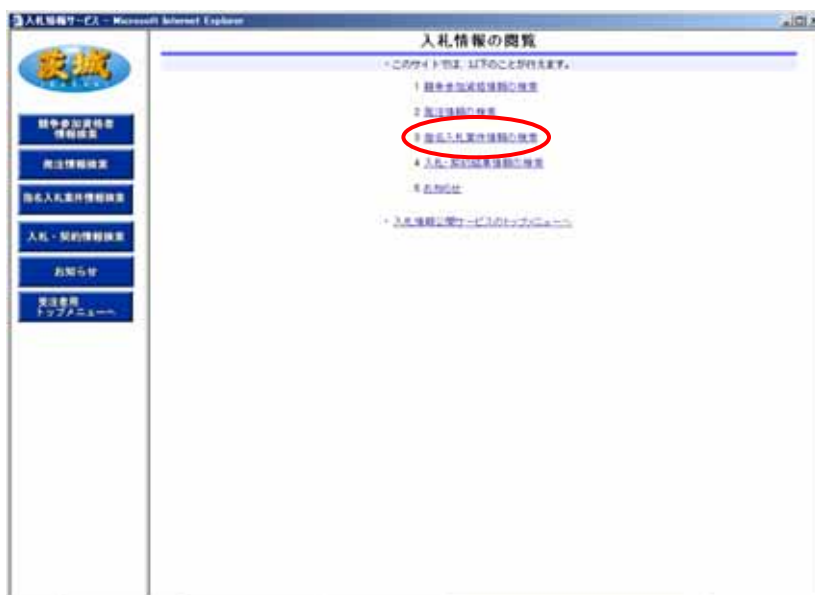 入札情報サービス - Microsoft Internet Explorer
茨城
競争参加資格者
情報検索
発注情報検索
指名入札案件情報検索
入札・契約情報検索
お知らせ
受注者用
トップメニューへ
入札情報の閲覧
・このサイトでは、以下のことが行えます。
1 競争参加資格情報の検索
2 発注情報の検索
3 指名入札案件情報の検索
4 入札・契約結果情報の検索
5 お知らせ
・入札情報公開サービスのトップメニューへ